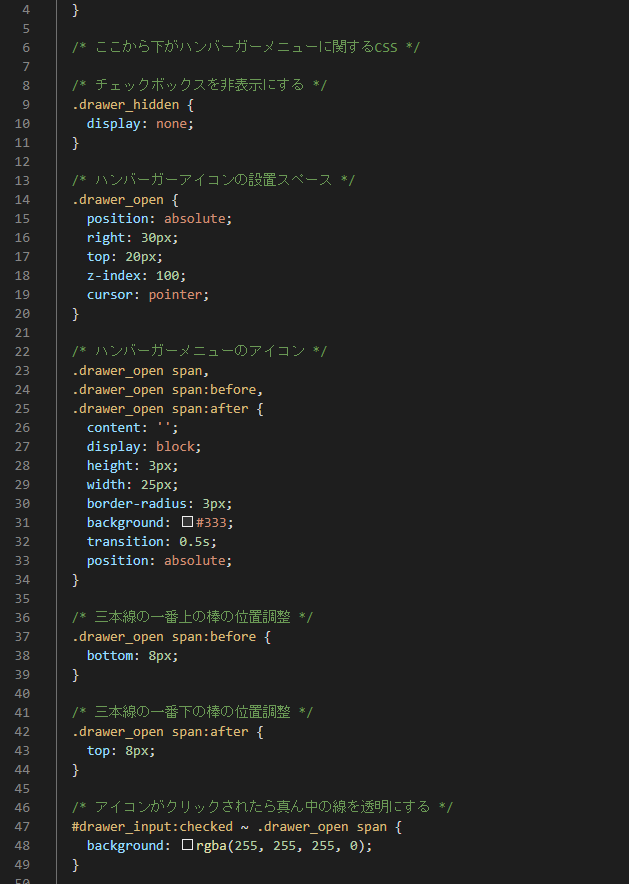 4 }
5
6 /* ここから下がハンバーガーメニューに関するCSS */
7
8 /* チェックボックスを非表示にする */
9 .drawer_hidden {
10 display: none;
11 }
12
13 /* ハンバーガーアイコンの設置スペース */
14 .drawer_open {
15 position: absolute;
16 right: 30px;
17 top: 20px;
18 z-index: 100;
19 cursor: pointer;
20 }
21
22 /* ハンバーガーメニューのアイコン */
23 .drawer_open span,
24 .drawer_open span:before,
25 .drawer_open span:after {
26 content: '';
27 display: block;
28 height: 3px;
29 width: 25px;
30 border-radius: 3px;
31 background: #333;
32 transition: 0.5s;
33 position: absolute;
34 }
35
36 /* 三本線の一番上の棒の位置調整 */
37 .drawer_open span:before {
38 bottom: 8px;
39 }
40
41 /* 三本線の一番下の棒の位置調整 */
42 .drawer_open span:after {
43 top: 8px;
44 }
45
46 /* アイコンがクリックされたら真ん中の線を透明にする */
47 #drawer_input:checked ~ .drawer_open span {
48 background: rgba(255, 255, 255, 0);
49 }
50